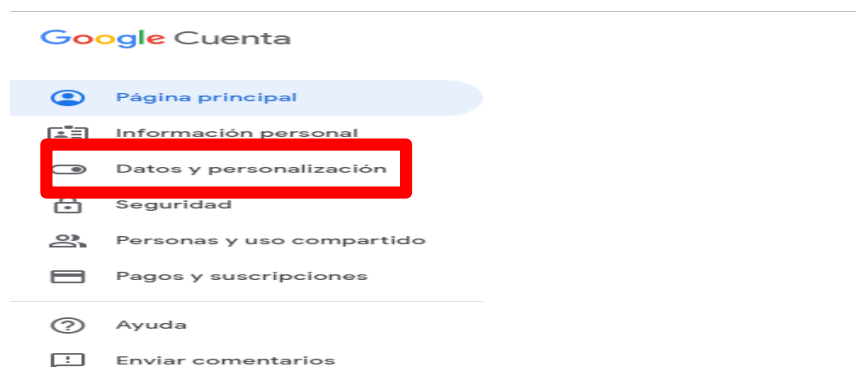 Google Cuenta
Página principal
Información personal
Datos y personalización
Seguridad
Personas y uso compartido
Pagos y suscripciones
Ayuda
Enviar comentarios